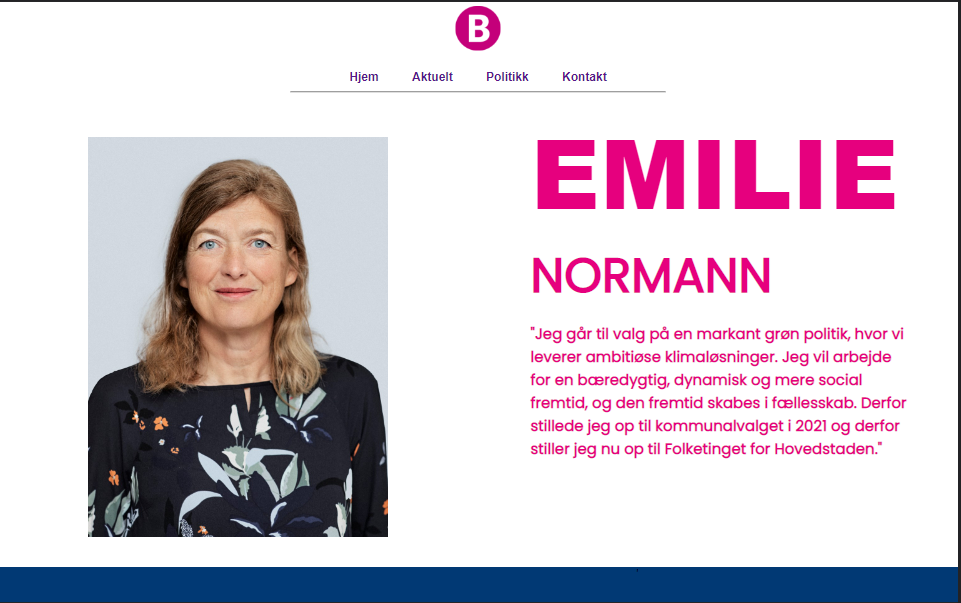 B
Hjem Aktuelt Politikk Kontakt
EMILIE
NORMANN
"Jeg går til valg på en markant grøn politik, hvor vi
leverer ambitiøse klimaløsninger. Jeg vil arbejde
for en bæredygtig, dynamisk og mere social
fremtid, og den fremtid skabes i fællesskab. Derfor
stillede jeg op til kommunalvalget i 2021 og derfor
stiller jeg nu op til Folketinget for Hovedstaden."